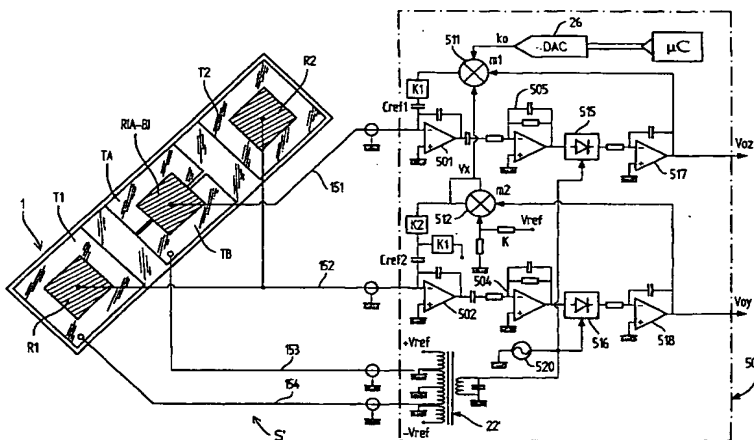 26
511
ko
DAC
μC
m1
T2
R2
K1
Cref1
505
515
R1A-B1
TA
501
517
Voz
Vx
m2
T1
151
512
Vref
1
TB
K2
K1
K
Cref2
504
152
502
516
518
Voy
R1
520
153
+Vref
154
50
-Vref
22'
S'